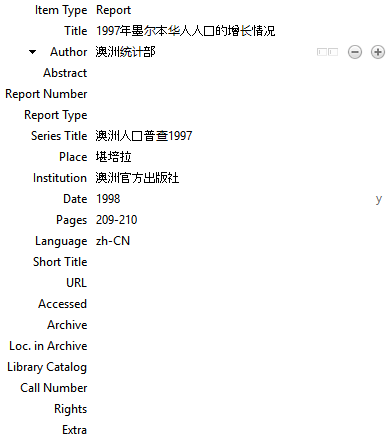 Item Type Report
Title 1997年墨尔本华人人口的增长情况
Author 澳洲统计部
Abstract
Report Number
Report Type
Series Title 澳洲人口普查1997
Place 堪培拉
Institution 澳洲官方出版社
Date 1998 y
Pages 209-210
Language zh-CN
Short Title
URL
Accessed
Archive
Loc. in Archive
Library Catalog
Call Number
Rights
Extra